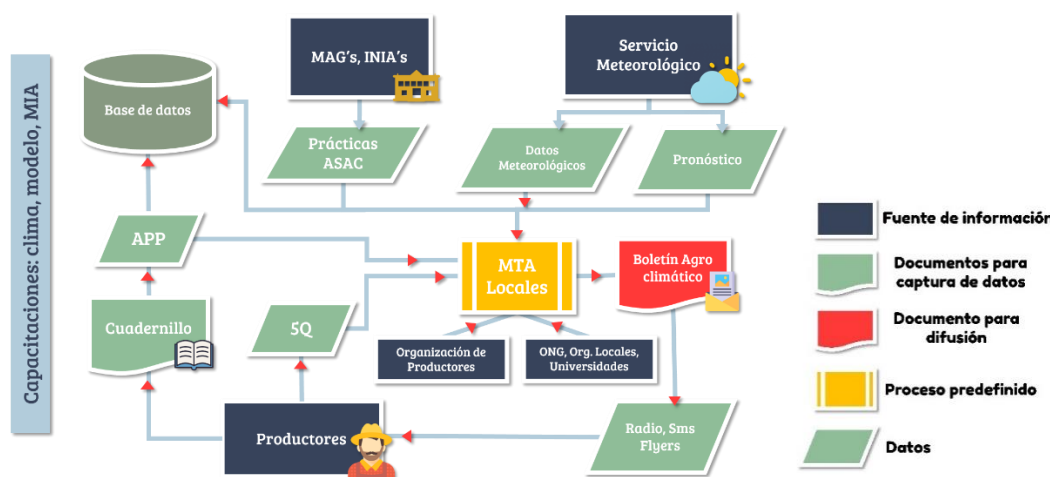 Capacitaciones: clima, modelo, MIA
MAG's, INIA's
Servicio
Meteorológico
Base de datos
Prácticas
ASAC
Datos
Meteorológicos
Pronóstico
APP
MTA
Locales
Boletín Agro
climático
Cuadernillo
5Q
Organización de
Productores
ONG, Org. Locales,
Universidades
Productores
Radio, Sms
Flyers
Fuente de información
Documentos para
captura de datos
Documento para
difusión
Proceso predefinido
Datos